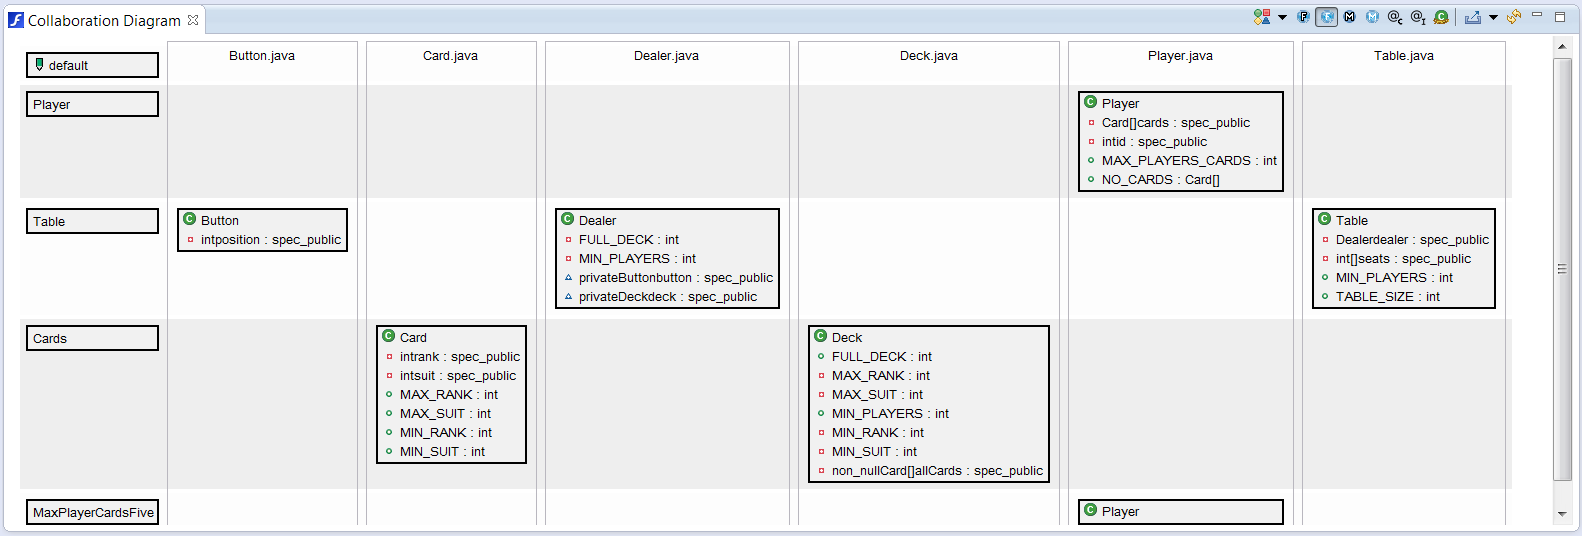 Collaboration Diagram
default
Button.java
Card.java
Dealer.java
Deck.java
Player.java
Table.java
Player
Player
Card[]cards : spec_public
intid : spec_public
MAX_PLAYERS_CARDS : int
NO_CARDS : Card[]
Table
Button
intposition : spec_public
Dealer
FULL_DECK : int
MIN_PLAYERS : int
privateButtonbutton : spec_public
privateDeckdeck : spec_public
Table
Dealerdealer : spec_public
int[]seats : spec_public
MIN_PLAYERS : int
TABLE_SIZE : int
Cards
Card
intrank : spec_public
intsuit : spec_public
MAX_RANK : int
MAX_SUIT : int
MIN_RANK : int
MIN_SUIT : int
Deck
FULL_DECK : int
MAX_RANK : int
MAX_SUIT : int
MIN_PLAYERS : int
MIN_RANK : int
MIN_SUIT : int
non_nullCard[]allCards : spec_public
MaxPlayerCardsFive
Player